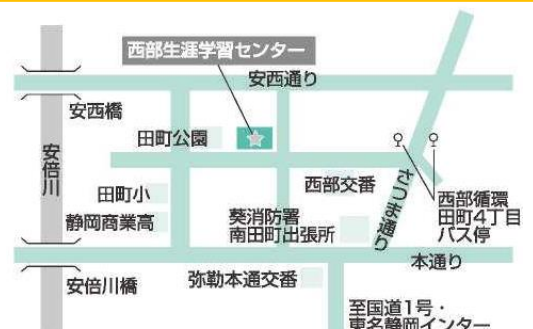 西部生涯学習センター
安西通り
安西橋
田町公園
安倍川
田町小
静岡商業高
西部交番
さつま通り
西部循環
田町4丁目
バス停
葵消防署
南田町出張所
本通り
安倍川橋
弥勒本通交番
至国道1号・
東名静岡インター